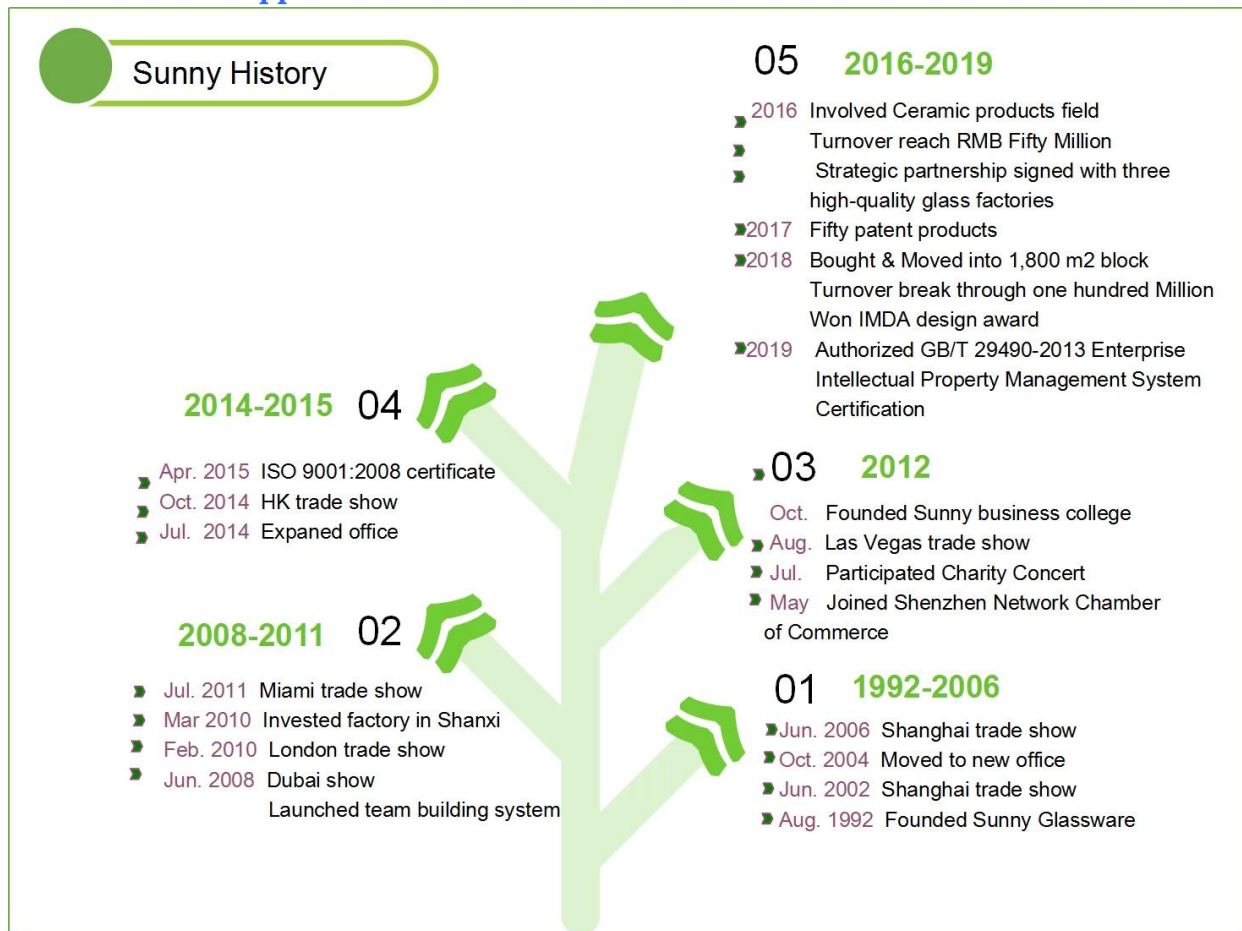 Sunny History
05 2016-2019
2016 Involved Ceramic products field
Turnover reach RMB Fifty Million
Strategic partnership signed with three
high-quality glass factories
2017 Fifty patent products
2018 Bought & Moved into 1,800 m2 block
Turnover break through one hundred Million
Won IMDA design award
2019 Authorized GB/T 29490-2013 Enterprise
Intellectual Property Management System
Certification
2014-2015 04
Apr. 2015 ISO 9001:2008 certificate
Oct. 2014 HK trade show
Jul. 2014 Expaned office
03 2012
Oct. Founded Sunny business college
Aug. Las Vegas trade show
Jul. Participated Charity Concert
May Joined Shenzhen Network Chamber
of Commerce
2008-2011 02
Jul. 2011 Miami trade show
Mar 2010 Invested factory in Shanxi
Feb. 2010 London trade show
Jun. 2008 Dubai show
Launched team building system
01 1992-2006
Jun. 2006 Shanghai trade show
Oct. 2004 Moved to new office
Jun. 2002 Shanghai trade show
Aug. 1992 Founded Sunny Glassware